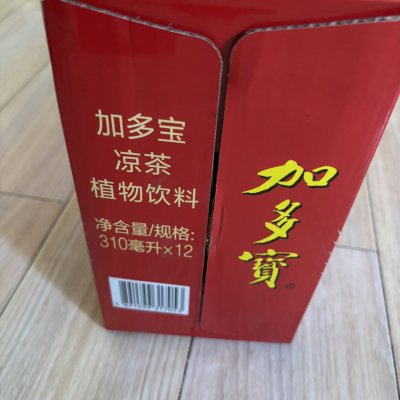 加多宝
凉茶
植物饮料
净含量/规格:
310毫升×12
加多寶®